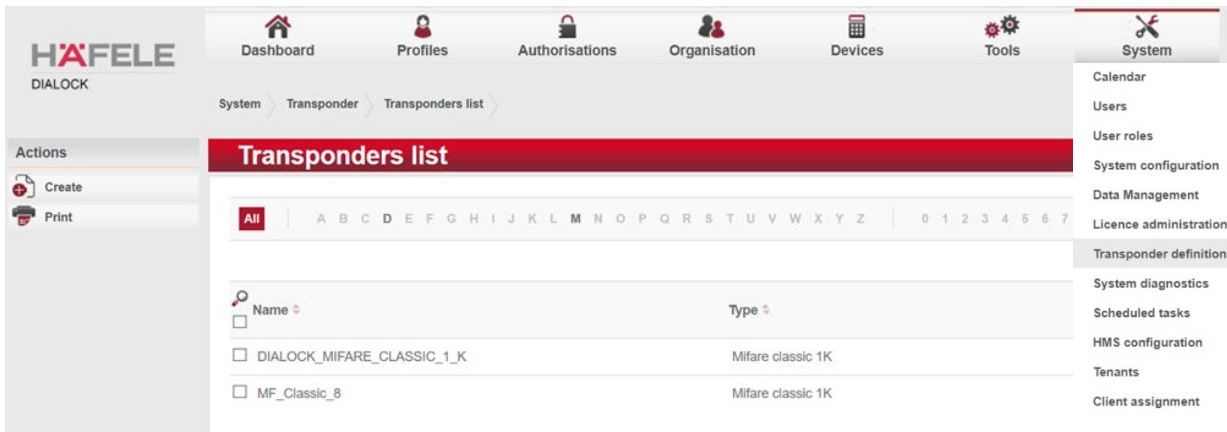 HÄFELE
DIALOCK
Dashboard Profiles Authorisations Organisation Devices Tools System
System Transponder Transponders list
Calendar
Users
User roles
System configuration
Data Management
Licence administration
Transponder definition
System diagnostics
Scheduled tasks
HMS configuration
Tenants
Client assignment
Actions
Create
Print
Transponders list
All A B C D E F G H I J K L M N O P Q R S T U V W X Y Z 0 1 2 3 4 5 6 7
Name Type
DIALOCK_MIFARE_CLASSIC_1_K Mifare classic 1K
MF_Classic_8 Mifare classic 1K